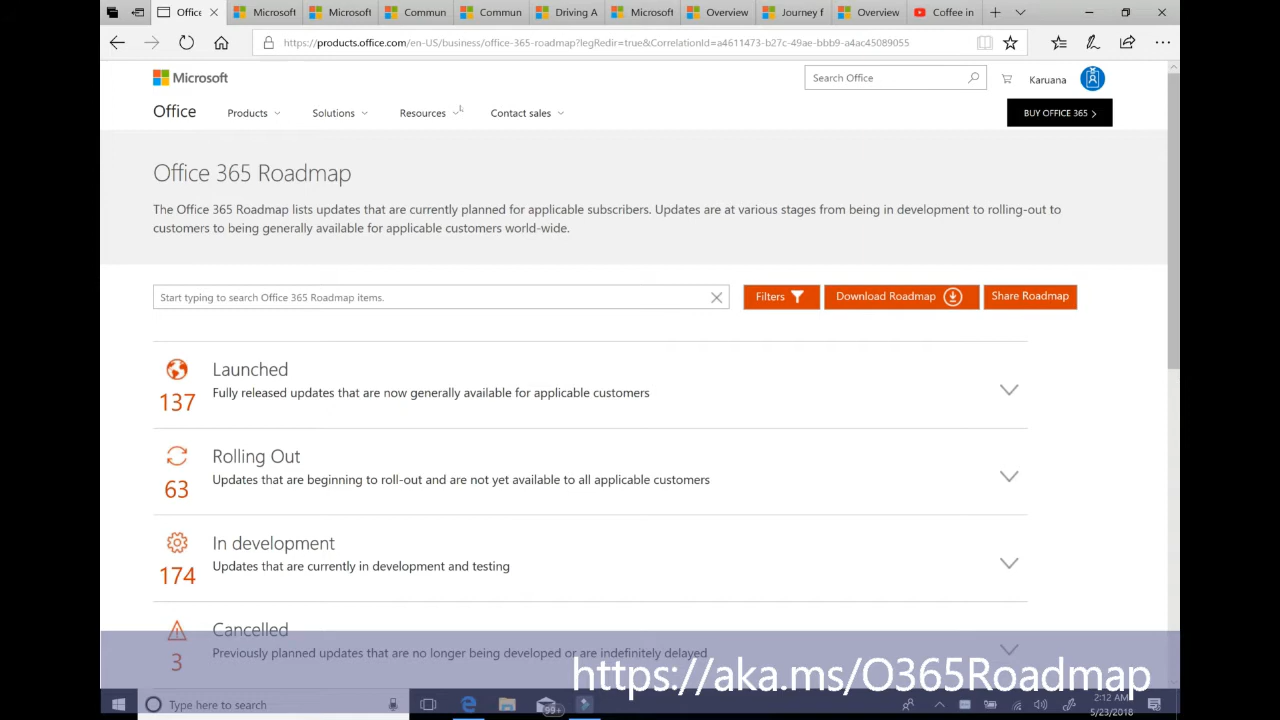 Office
Microsoft
Microsoft
Commun
Commun
Driving A
Microsoft
Overview
Journey f
Overview
Coffee in
https://products.office.com/en-US/business/office-365-roadmap?legRedir=true&CorrelationId=a4611473-b27c-49ae-bbb9-a4ac45089055
Microsoft
Search Office
Karuana
Office
Products
Solutions
Resources
Contact sales
BUY OFFICE 365
Office 365 Roadmap
The Office 365 Roadmap lists updates that are currently planned for applicable subscribers. Updates are at various stages from being in development to rolling-out to
customers to being generally available for applicable customers world-wide.
Start typing to search Office 365 Roadmap items.
Filters
Download Roadmap
Share Roadmap
Launched
137
Fully released updates that are now generally available for applicable customers
Rolling Out
63
Updates that are beginning to roll-out and are not yet available to all applicable customers
In development
174
Updates that are currently in development and testing
Cancelled
3
Previously planned updates that are no longer being developed or are indefinitely delayed
https://aka.ms/O365Roadmap
Type here to search
99+
2:12 AM
5/23/2018